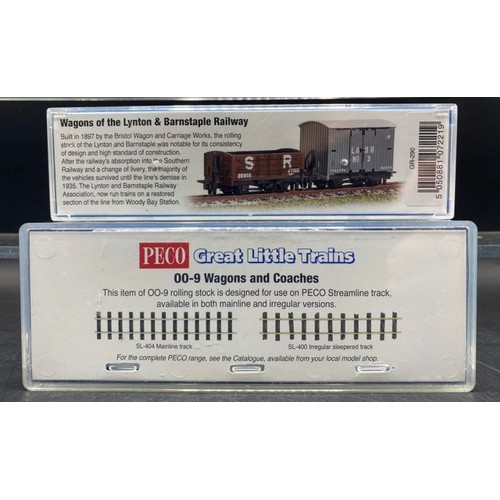 Wagons of the Lynton & Barnstaple Railway
Built in 1897 by the Bristol Wagon and Carriage Works, the rolling
stock of the Lynton and Barnstaple was notable for its consistency
of design and high standard of construction.
After the railway's absorption into the Southern
Railway and a change of livery, the majority of
the vehicles survived until the line's demise in
1935. The Lynton and Barnstaple Railway
Association, now run trains on a restored
section of the line from Woody Bay Station.
S R
L&BR
GR-290
5 050881 072219
PECO Great Little Trains
OO-9 Wagons and Coaches
This item of OO-9 rolling stock is designed for use on PECO Streamline track,
available in both mainline and irregular versions.
SL-404 Mainline track
SL-400 Irregular sleepered track
For the complete PECO range, see the Catalogue, available from your local model shop.